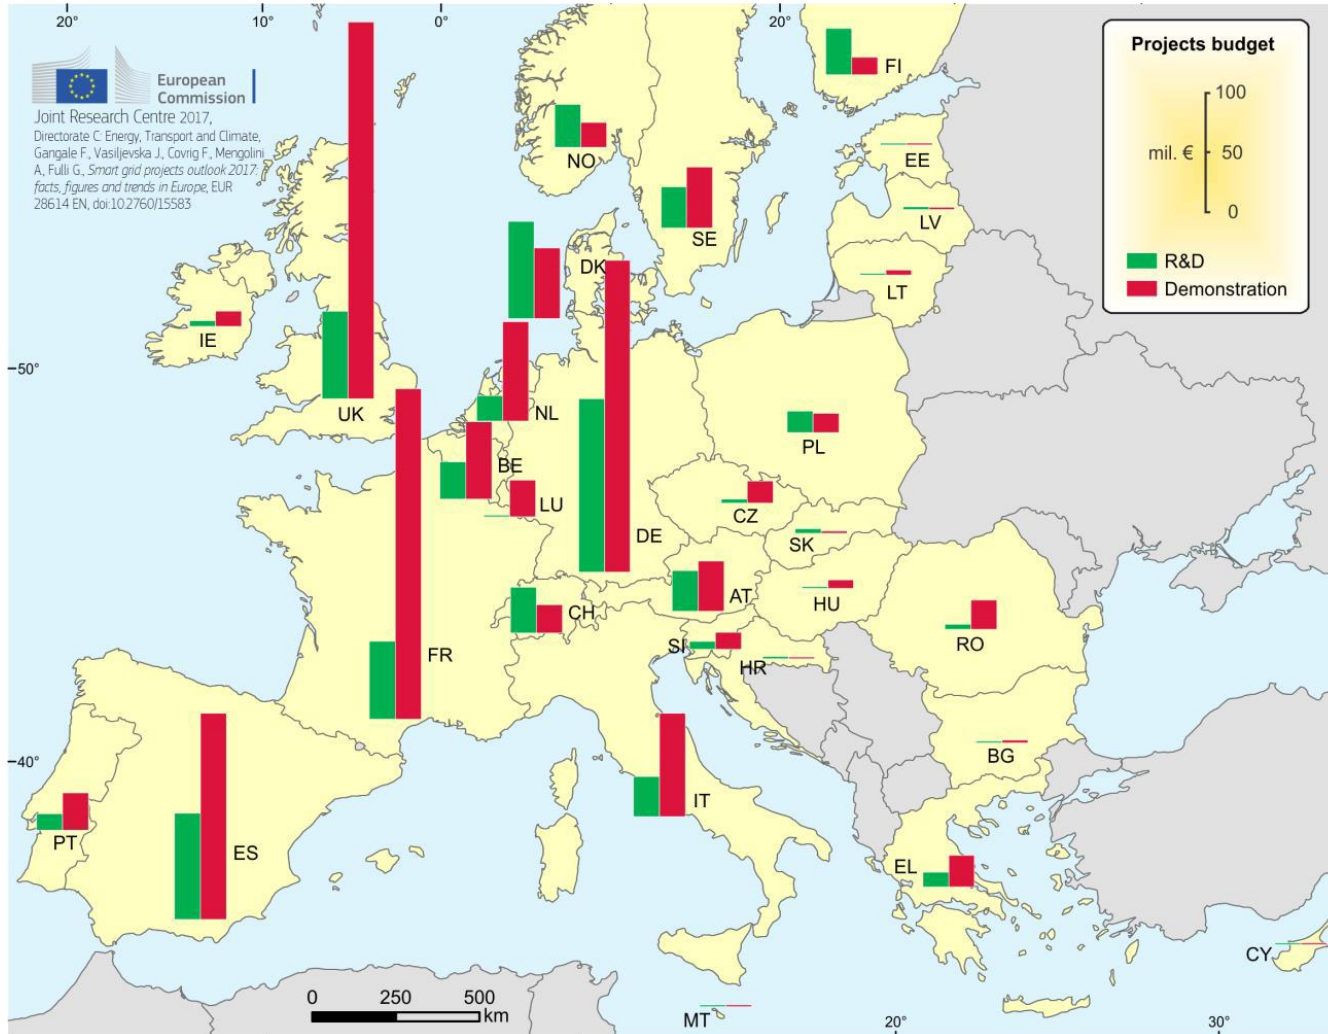 20°
10°
0°
20°
European
Commission
Joint Research Centre 2017,
Directorate C: Energy, Transport and Climate,
Gangale F., Vasiljevska J., Covrig F., Mengolini
A., Fulli G., Smart grid projects outlook 2017:
facts, figures and trends in Europe, EUR
28614 EN, doi:10.2760/15583
Projects budget
100
mil. € 50
0
R&D
Demonstration
FI
NO
EE
SE
LV
DK
LT
IE
50°
UK
NL
PL
BE
LU
CZ
DE
SK
AT
HU
CH
RO
FR
SI
HR
BG
40°
IT
PT
ES
EL
CY
0 250 500
km
MT
20°
30°